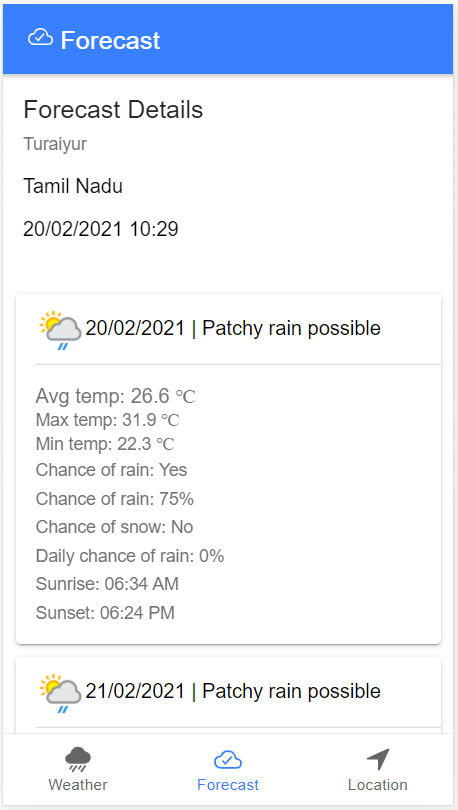 Forecast
Forecast Details
Turaiyur
Tamil Nadu
20/02/2021 10:29
20/02/2021 | Patchy rain possible
Avg temp: 26.6 °C
Max temp: 31.9 °C
Min temp: 22.3 °C
Chance of rain: Yes
Chance of rain: 75%
Chance of snow: No
Daily chance of rain: 0%
Sunrise: 06:34 AM
Sunset: 06:24 PM
21/02/2021 | Patchy rain possible
Weather Forecast Location